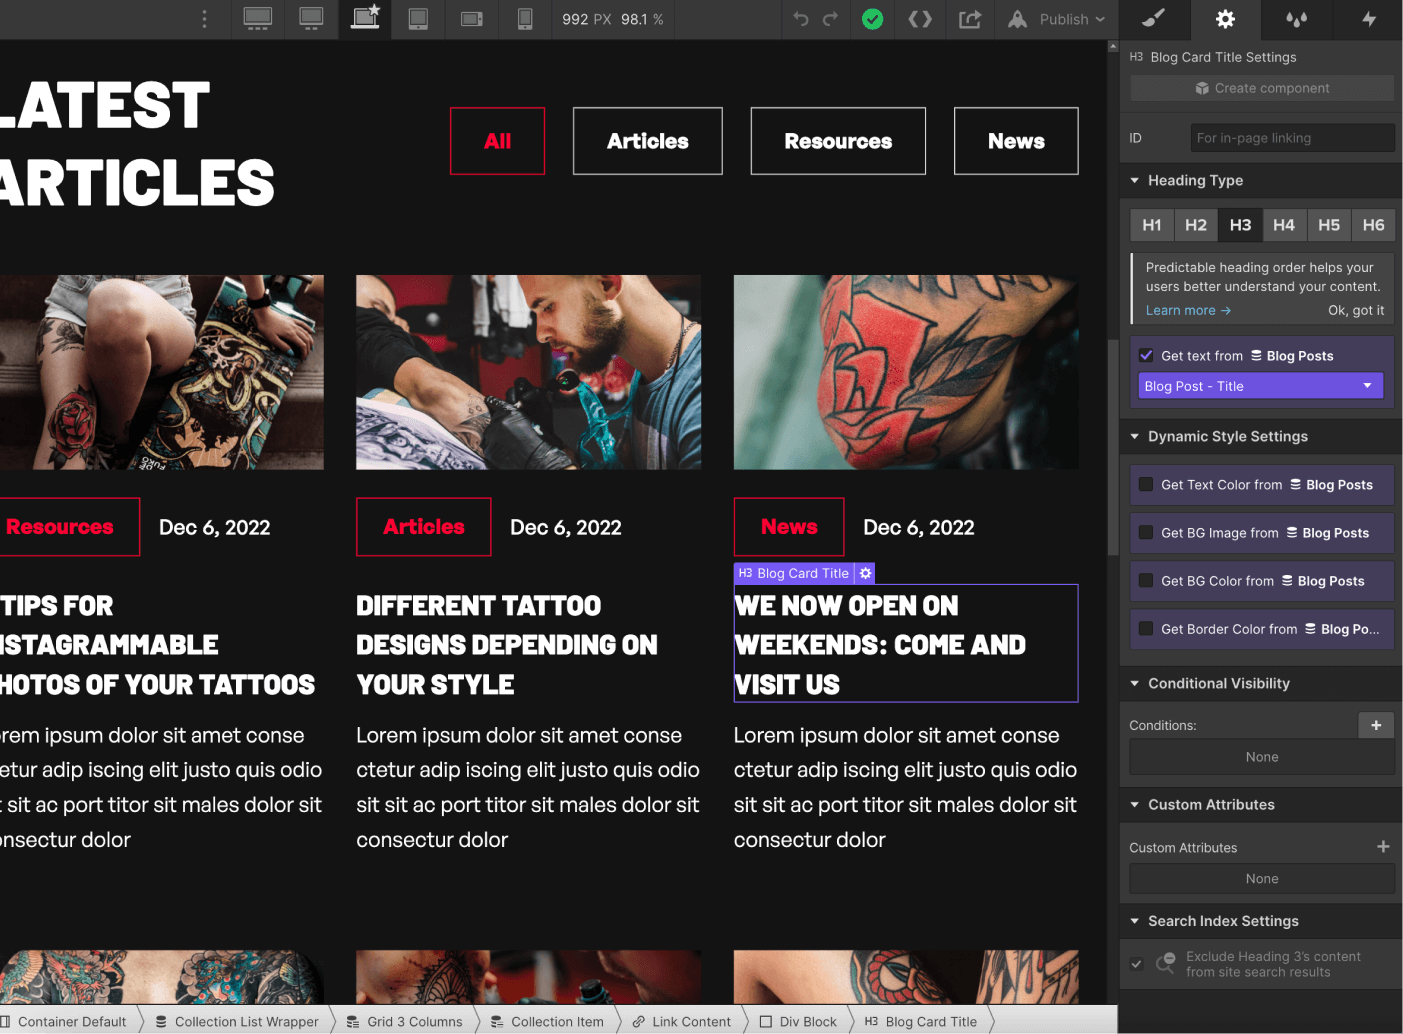 992 PX 98.1 %
Publish
LATEST
ARTICLES
All
Articles
Resources
News
Resources
Dec 6, 2022
Articles
Dec 6, 2022
News
Dec 6, 2022
TIPS FOR
NSTAGRAMMABLE
HOTOS OF YOUR TATTOOS
orem ipsum dolor sit amet conse
ctetur adip iscing elit justo quis odio
t sit ac port titor sit males dolor sit
onsectur dolor
DIFFERENT TATTOO
DESIGNS DEPENDING ON
YOUR STYLE
Lorem ipsum dolor sit amet conse
ctetur adip iscing elit justo quis odio
sit sit ac port titor sit males dolor sit
consectur dolor
H3 Blog Card Title
WE NOW OPEN ON
WEEKENDS: COME AND
VISIT US
Lorem ipsum dolor sit amet conse
ctetur adip iscing elit justo quis odio
sit sit ac port titor sit males dolor sit
consectur dolor
Container Default
Collection List Wrapper
Grid 3 Columns
Collection Item
Link Content
Div Block
H3 Blog Card Title
H3 Blog Card Title Settings
Create component
ID
For in-page linking
Heading Type
H1 H2 H3 H4 H5 H6
Predictable heading order helps your
users better understand your content.
Learn more →
Ok, got it
Get text from Blog Posts
Blog Post - Title
Dynamic Style Settings
Get Text Color from Blog Posts
Get BG Image from Blog Posts
Get BG Color from Blog Posts
Get Border Color from Blog Po...
Conditional Visibility
Conditions:
+
None
Custom Attributes
Custom Attributes
+
None
Search Index Settings
Exclude Heading 3's content
from site search results